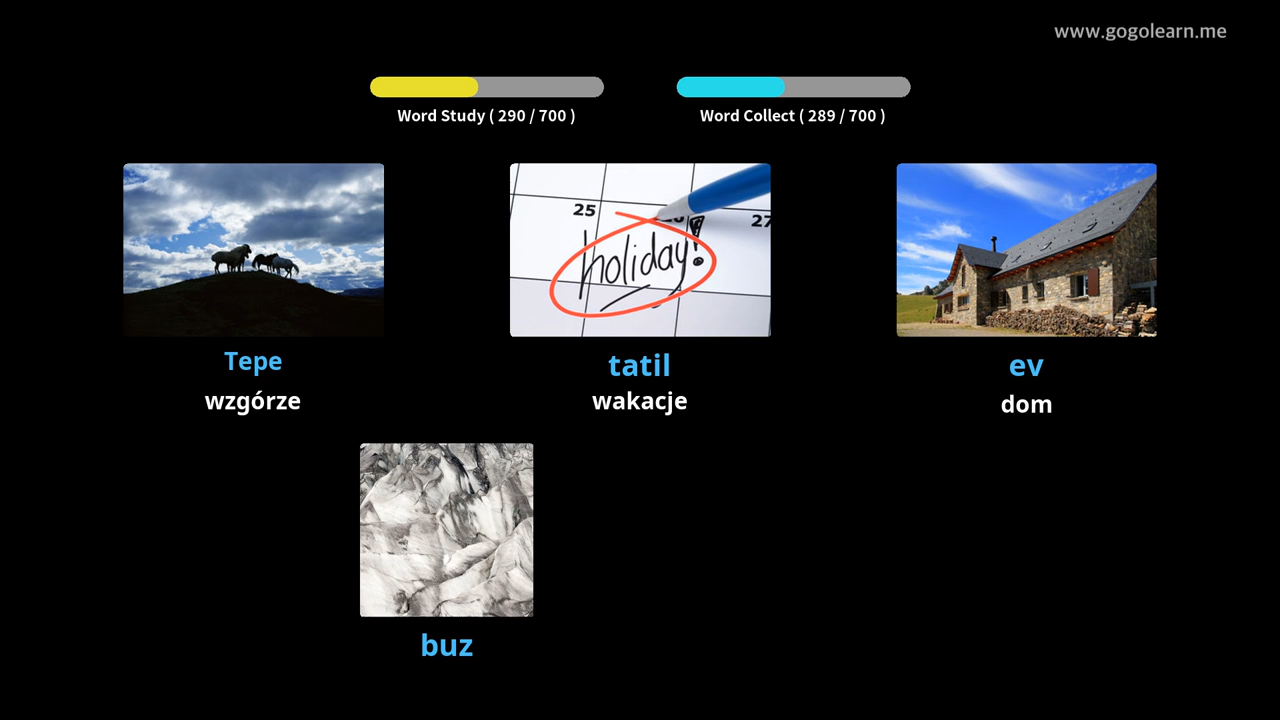 www.gogolearn.me
Word Study ( 290 / 700 )
Word Collect ( 289 / 700 )
25
27
holiday!
Tepe
tatil
ev
wzgórze
wakacje
dom
buz